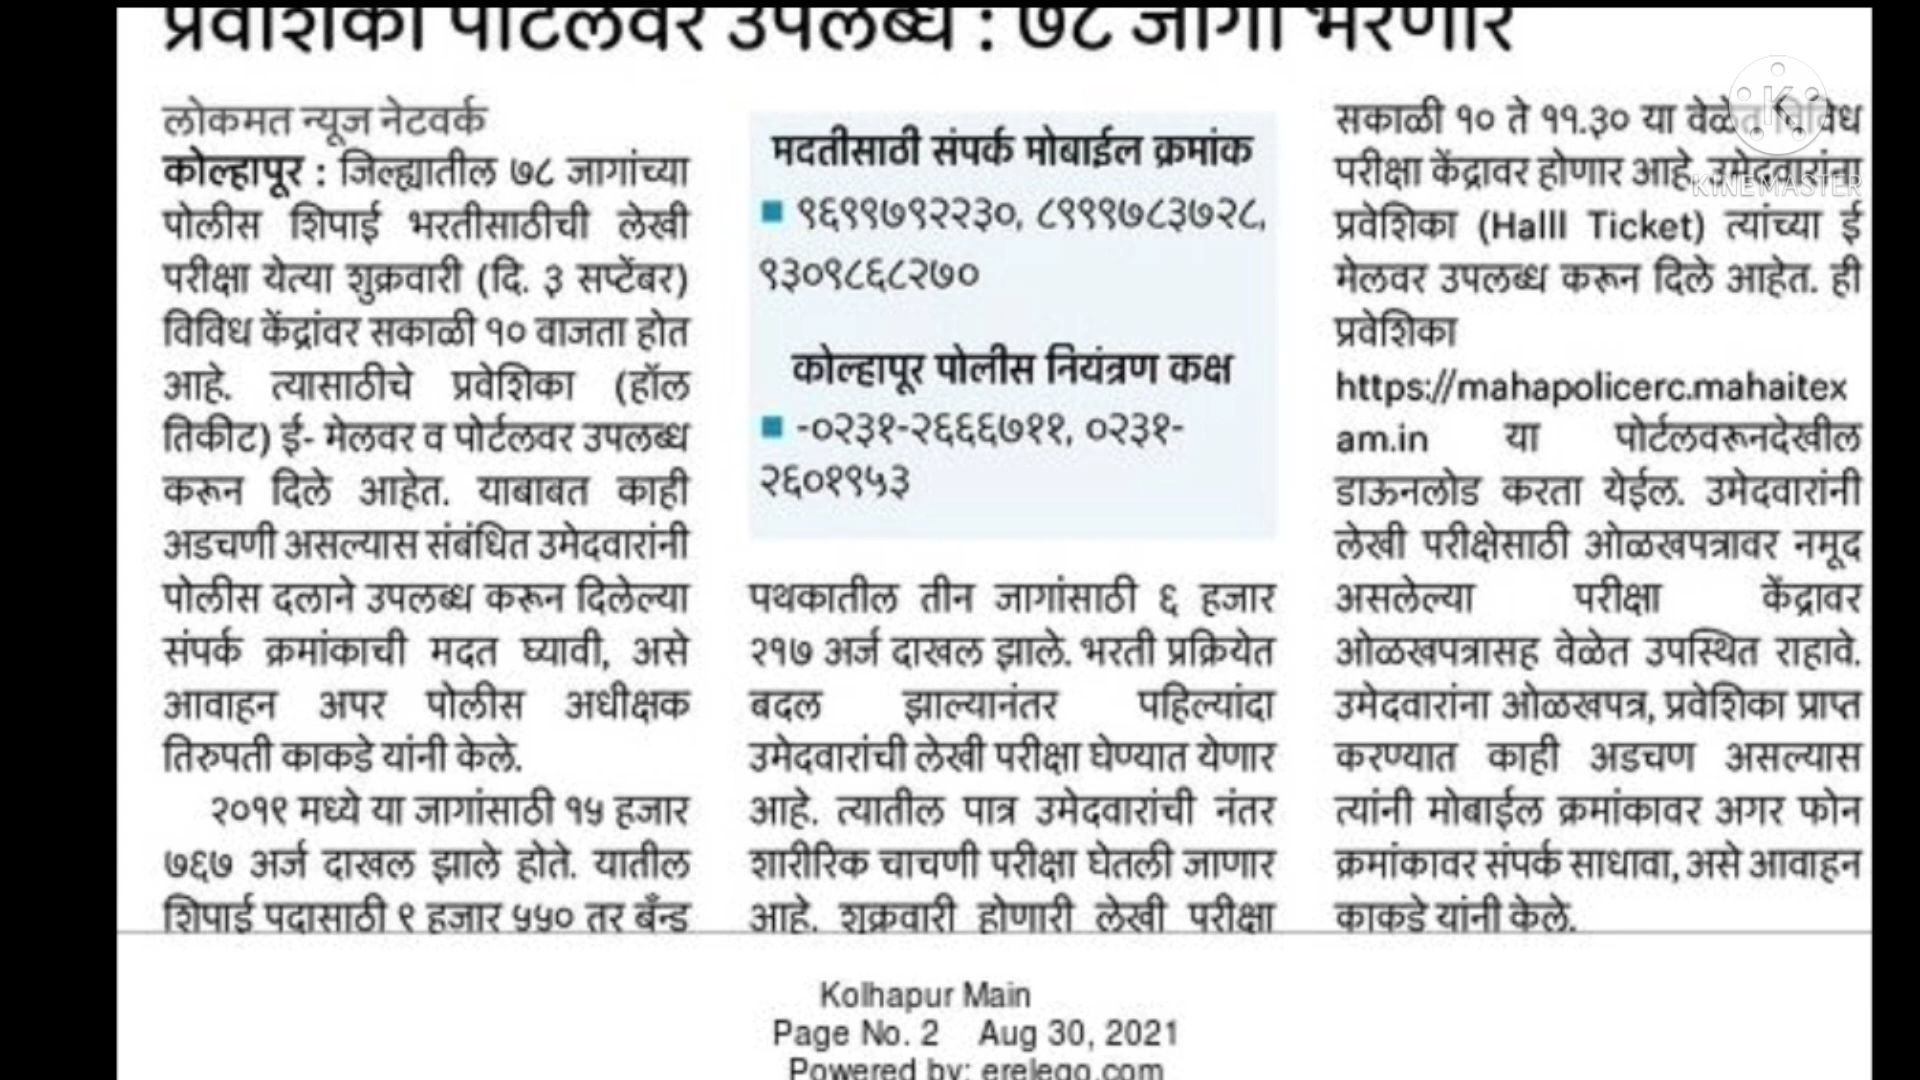 प्रवेशिका पोर्टलवर उपलब्ध : ७८ जागा भरणार
लोकमत न्यूज नेटवर्क
कोल्हापूर : जिल्ह्यातील ७८ जागांच्या
पोलीस शिपाई भरतीसाठीची लेखी
परीक्षा येत्या शुक्रवारी (दि. ३ सप्टेंबर)
विविध केंद्रांवर सकाळी १० वाजता होत
आहे. त्यासाठीचे प्रवेशिका (हॉल
तिकीट) ई- मेलवर व पोर्टलवर उपलब्ध
करून दिले आहेत. याबाबत काही
अडचणी असल्यास संबंधित उमेदवारांनी
पोलीस दलाने उपलब्ध करून दिलेल्या
संपर्क क्रमांकाची मदत घ्यावी, असे
आवाहन अपर पोलीस अधीक्षक
तिरुपती काकडे यांनी केले.
२०१९ मध्ये या जागांसाठी १५ हजार
७६७ अर्ज दाखल झाले होते. यातील
शिपाई पदासाठी ९ हजार ५५० तर बँन्ड
मदतीसाठी संपर्क मोबाईल क्रमांक
■ ९६९९७९२२३०, ८९९९७८३७२८,
९३०९८६८२७०
कोल्हापूर पोलीस नियंत्रण कक्ष
■ -०२३१-२६६६७११, ०२३१-
२६०१९५३
पथकातील तीन जागांसाठी ६ हजार
२१७ अर्ज दाखल झाले. भरती प्रक्रियेत
बदल झाल्यानंतर पहिल्यांदा
उमेदवारांची लेखी परीक्षा घेण्यात येणार
आहे. त्यातील पात्र उमेदवारांची नंतर
शारीरिक चाचणी परीक्षा घेतली जाणार
आहे. शुक्रवारी होणारी लेखी परीक्षा
सकाळी १० ते ११.३० या वेळेत विविध
परीक्षा केंद्रावर होणार आहे. उमेदवारांना
प्रवेशिका (Halll Ticket) त्यांच्या ई
मेलवर उपलब्ध करून दिले आहेत. ही
प्रवेशिका
https://mahapolicerc.mahaitex
am.in या पोर्टलवरूनदेखील
डाऊनलोड करता येईल. उमेदवारांनी
लेखी परीक्षेसाठी ओळखपत्रावर नमूद
असलेल्या परीक्षा केंद्रावर
ओळखपत्रासह वेळेत उपस्थित राहावे.
उमेदवारांना ओळखपत्र, प्रवेशिका प्राप्त
करण्यात काही अडचण असल्यास
त्यांनी मोबाईल क्रमांकावर अगर फोन
क्रमांकावर संपर्क साधावा, असे आवाहन
काकडे यांनी केले.
K
KINEMASTER
Kolhapur Main
Page No. 2 Aug 30, 2021
Powered by: erelego.com